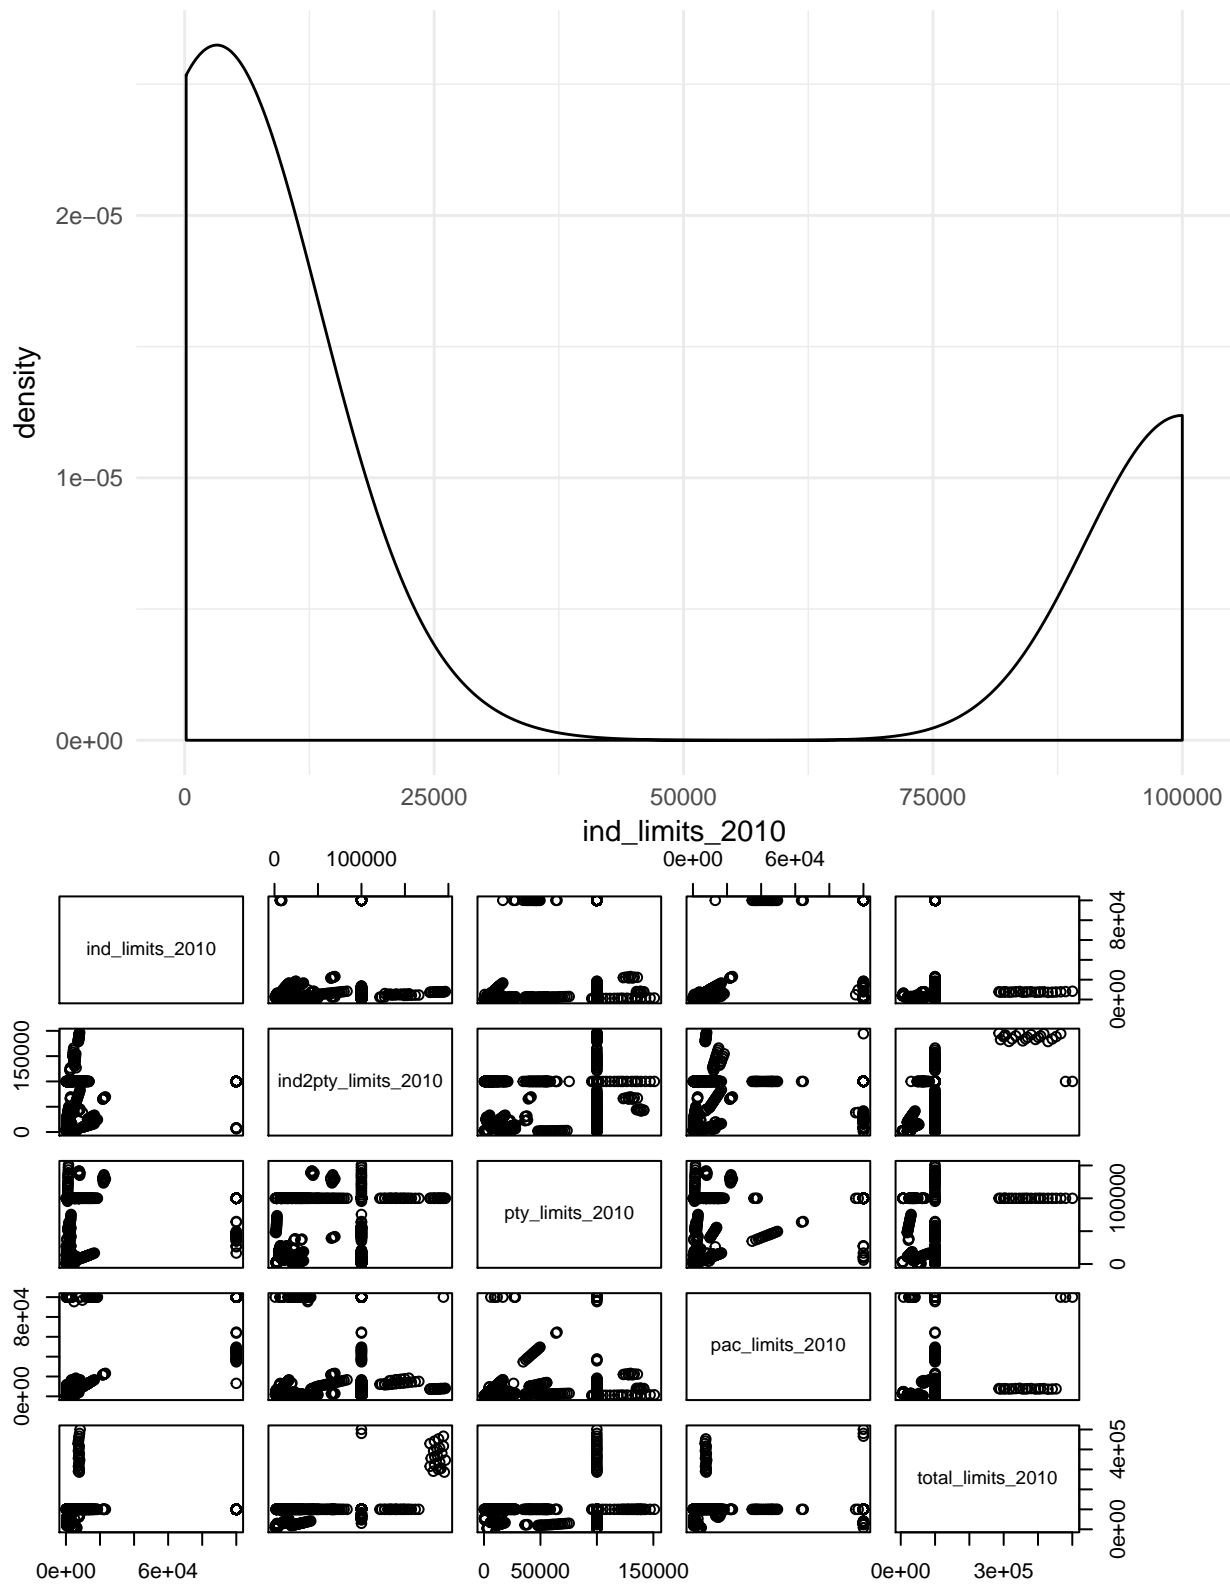 density
2e−05
1e−05
0e+00
0 25000 50000 75000 100000
ind_limits_2010
0 100000 0e+00 6e+04
ind_limits_2010 0e+00 8e+04
0 150000 ind2pty_limits_2010
pty_limits_2010 0 100000
0e+00 8e+04 pac_limits_2010
total_limits_2010 0e+00 4e+05
0e+00 6e+04 0 50000 150000 0e+00 3e+05